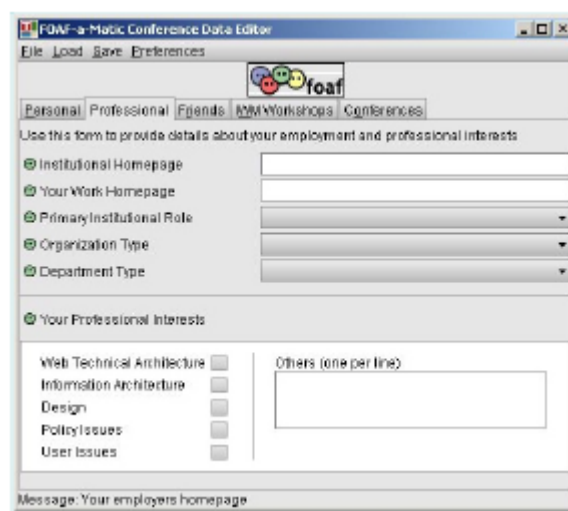 FOAF-a-Matic Conference Data Editor
File Load Save Preferences
foaf
Personal Professional Friends IWMWorkshops Conferences
Use this form to provide details about your employment and professional interests
Institutional Homepage
Your Work Homepage
Primary Institutional Role
Organization Type
Department Type
Your Professional Interests
Web Technical Architecture Others (one per line)
Information Architecture
Design
Policy Issues
User Issues
Message: Your employers homepage